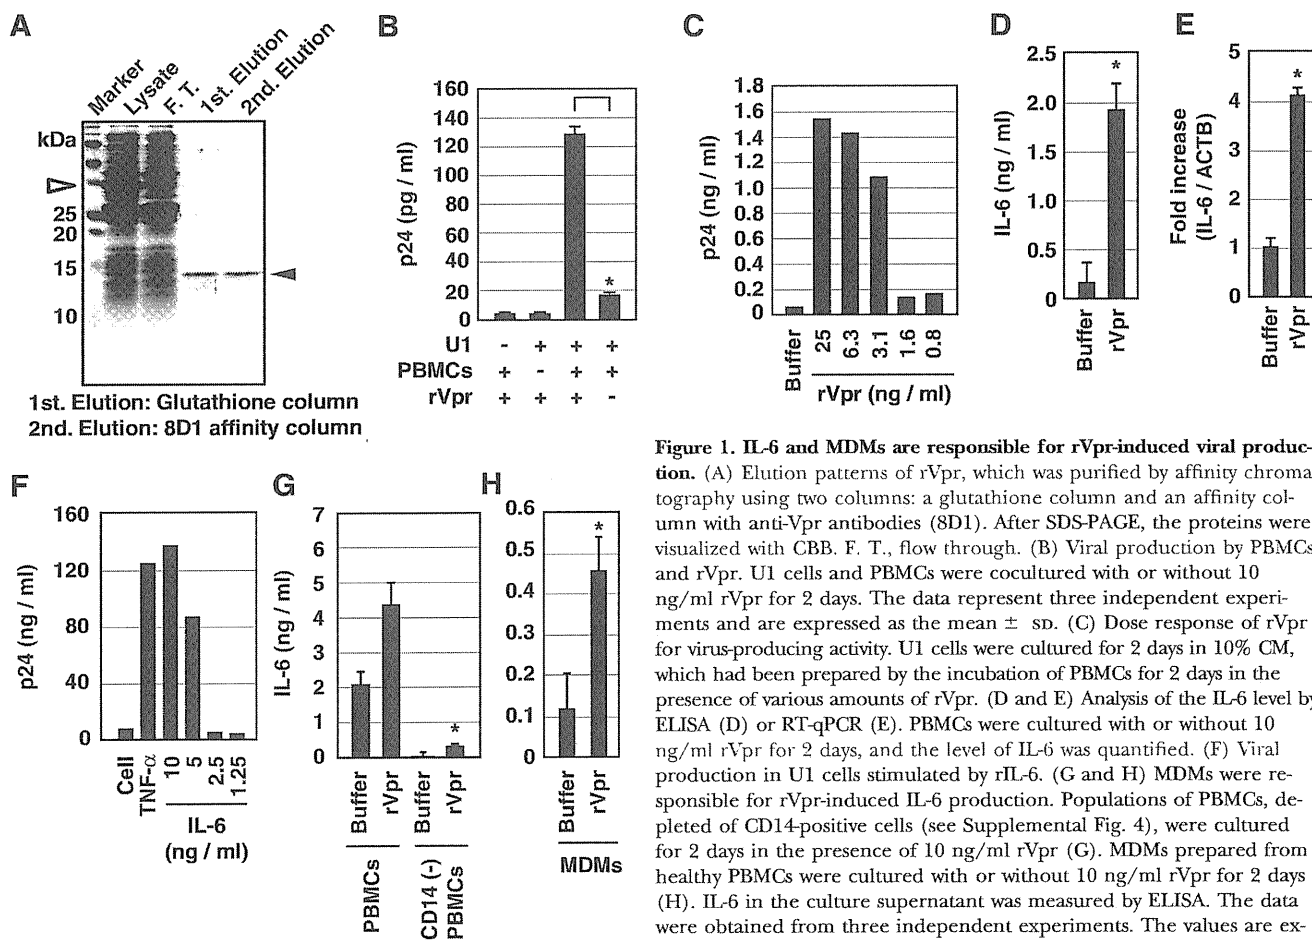 A
Marker
Lysate
F. T.
1st. Elution
2nd. Elution
kDa
25
20
15
10
1st. Elution: Glutathione column
2nd. Elution: 8D1 affinity column
B
p24 (pg / ml)
160
140
120
100
80
60
40
20
0
*
U1 - + + +
PBMCs + - + +
rVpr + + + -
C
p24 (ng / ml)
1.8
1.6
1.4
1.2
1.0
0.8
0.6
0.4
0.2
0
Buffer
25
6.3
3.1
1.6
0.8
rVpr (ng / ml)
D
IL-6 (ng / ml)
2.5
2.0
1.5
1.0
0.5
0
*
Buffer
rVpr
E
Fold increase
(IL-6 / ACTB)
5
4
3
2
1
0
*
Buffer
rVpr
F
p24 (ng / ml)
160
120
80
40
0
Cell
TNF-α
10
5
2.5
1.25
IL-6
(ng / ml)
G
IL-6 (ng / ml)
7
6
5
4
3
2
1
0
*
Buffer
rVpr
Buffer
rVpr
PBMCs
CD14 (-)
PBMCs
H
0.6
0.5
0.4
0.3
0.2
0.1
0
*
Buffer
rVpr
MDMs
Figure 1. IL-6 and MDMs are responsible for rVpr-induced viral produc-
tion. (A) Elution patterns of rVpr, which was purified by affinity chroma
tography using two columns: a glutathione column and an affinity col-
umn with anti-Vpr antibodies (8D1). After SDS-PAGE, the proteins were
visualized with CBB. F. T., flow through. (B) Viral production by PBMCs
and rVpr. U1 cells and PBMCs were cocultured with or without 10
ng/ml rVpr for 2 days. The data represent three independent experi-
ments and are expressed as the mean ± SD. (C) Dose response of rVpr
for virus-producing activity. U1 cells were cultured for 2 days in 10% CM,
which had been prepared by the incubation of PBMCs for 2 days in the
presence of various amounts of rVpr. (D and E) Analysis of the IL-6 level by
ELISA (D) or RT-qPCR (E). PBMCs were cultured with or without 10
ng/ml rVpr for 2 days, and the level of IL-6 was quantified. (F) Viral
production in U1 cells stimulated by rIL-6. (G and H) MDMs were re-
sponsible for rVpr-induced IL-6 production. Populations of PBMCs, de-
pleted of CD14-positive cells (see Supplemental Fig. 4), were cultured
for 2 days in the presence of 10 ng/ml rVpr (G). MDMs prepared from
healthy PBMCs were cultured with or without 10 ng/ml rVpr for 2 days
(H). IL-6 in the culture supernatant was measured by ELISA. The data
were obtained from three independent experiments. The values are ex-